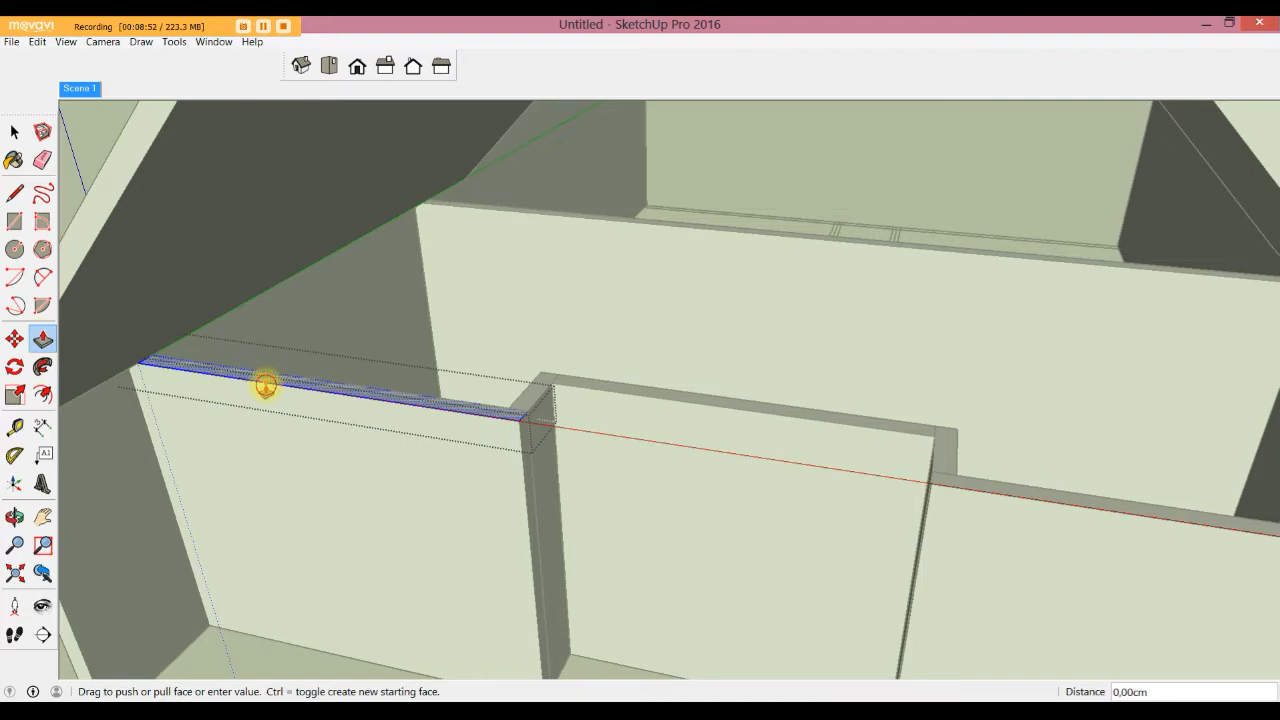 movavi
Recording [00:08:52 / 223.3 MB]
Untitled - SketchUp Pro 2016
File Edit View Camera Draw Tools Window Help
Scene 1
A1
Drag to push or pull face or enter value. Ctrl = toggle create new starting face.
Distance 0,00cm